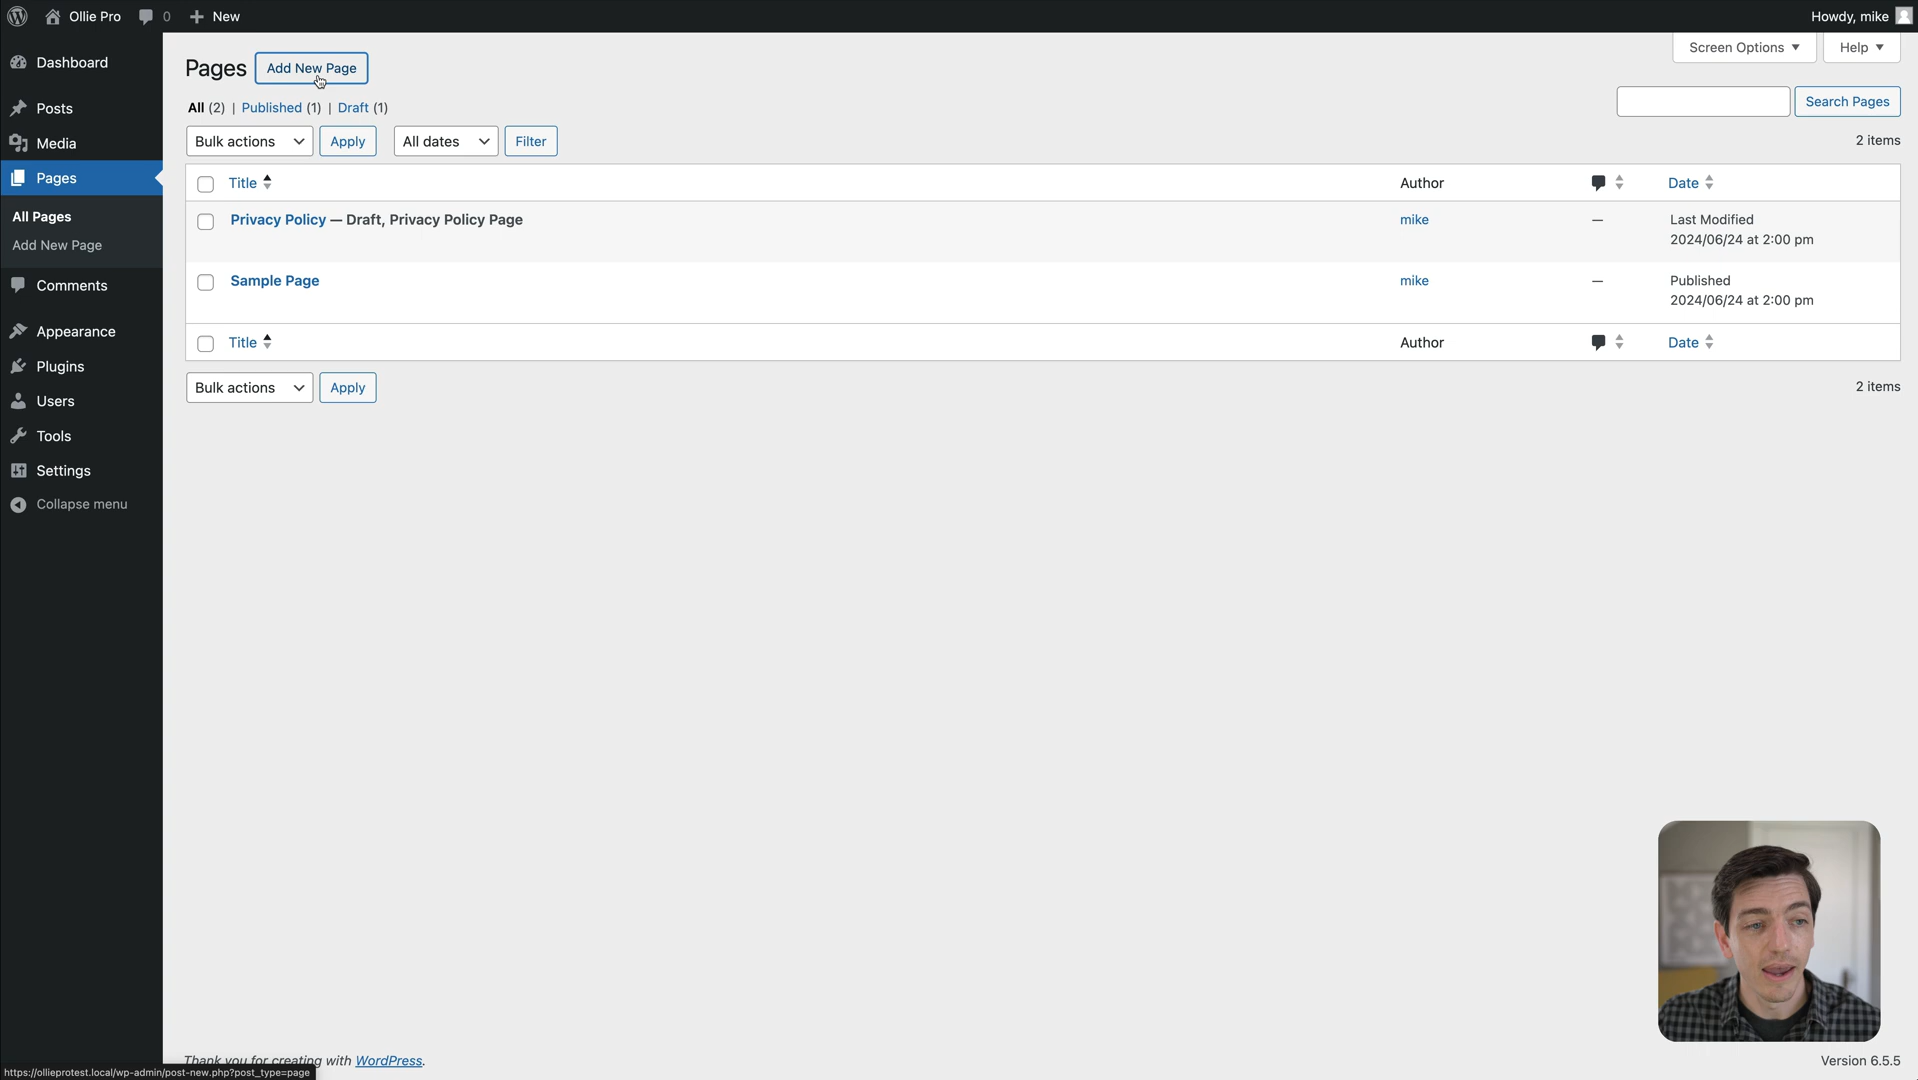 Ollie Pro 0 New Howdy, mike
Screen Options Help
Dashboard
Posts
Media
Pages
All Pages
Add New Page
Comments
Appearance
Plugins
Users
Tools
Settings
Collapse menu
Pages Add New Page
All (2) | Published (1) | Draft (1)
Search Pages
Bulk actions Apply All dates Filter 2 items
Title Author Date
Privacy Policy — Draft, Privacy Policy Page mike — Last Modified
2024/06/24 at 2:00 pm
Sample Page mike — Published
2024/06/24 at 2:00 pm
Title Author Date
Bulk actions Apply 2 items
Thank you for creating with WordPress. Version 6.5.5
https://ollieprotest.local/wp-admin/post-new.php?post_type=page